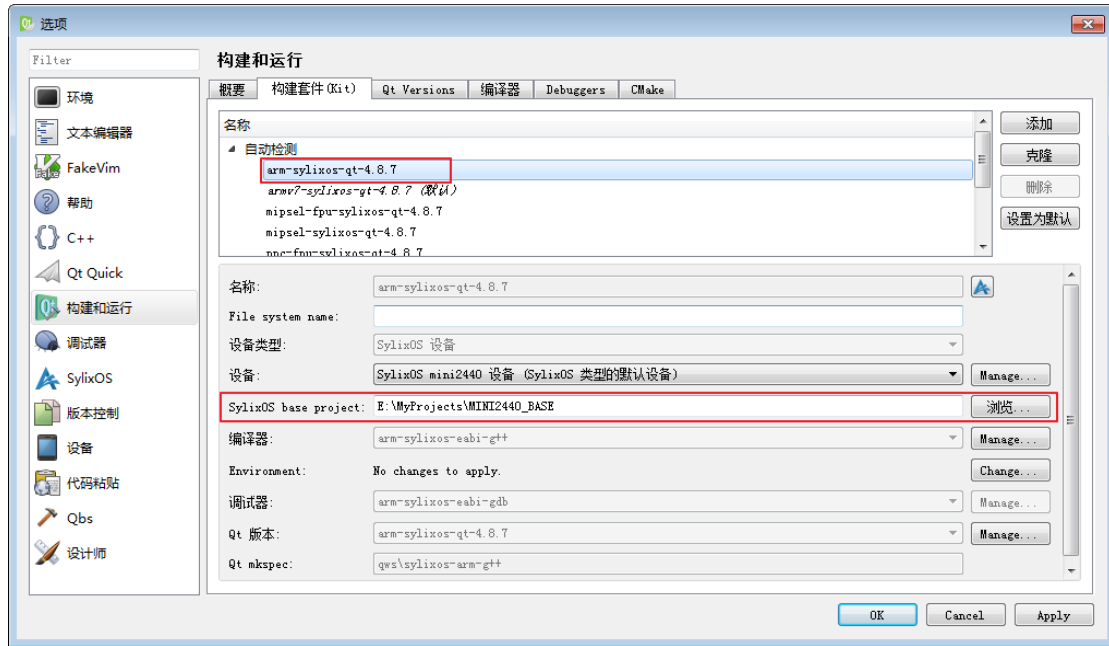 选项
Filter
环境
文本编辑器
FakeVim
帮助
C++
Qt Quick
构建和运行
调试器
SylixOS
版本控制
设备
代码粘贴
Qbs
设计师
构建和运行
概要 构建套件(Kit) Qt Versions 编译器 Debuggers CMake
名称
自动检测
arm-sylixos-qt-4.8.7
armv7-sylixos-qt-4.8.7 (默认)
mipsel-fpu-sylixos-qt-4.8.7
mipsel-sylixos-qt-4.8.7
ppc-fpu-sylixos-qt-4.8.7
添加
克隆
删除
设置为默认
名称: arm-sylixos-qt-4.8.7
File system name:
设备类型: SylixOS 设备
设备: SylixOS mini2440 设备 (SylixOS 类型的默认设备) Manage...
SylixOS base project: E:\MyProjects\MINI2440_BASE 浏览...
编译器: arm-sylixos-eabi-g++ Manage...
Environment: No changes to apply. Change...
调试器: arm-sylixos-eabi-gdb Manage...
Qt 版本: arm-sylixos-qt-4.8.7 Manage...
Qt mkspec: qws\sylixos-arm-g++
OK Cancel Apply